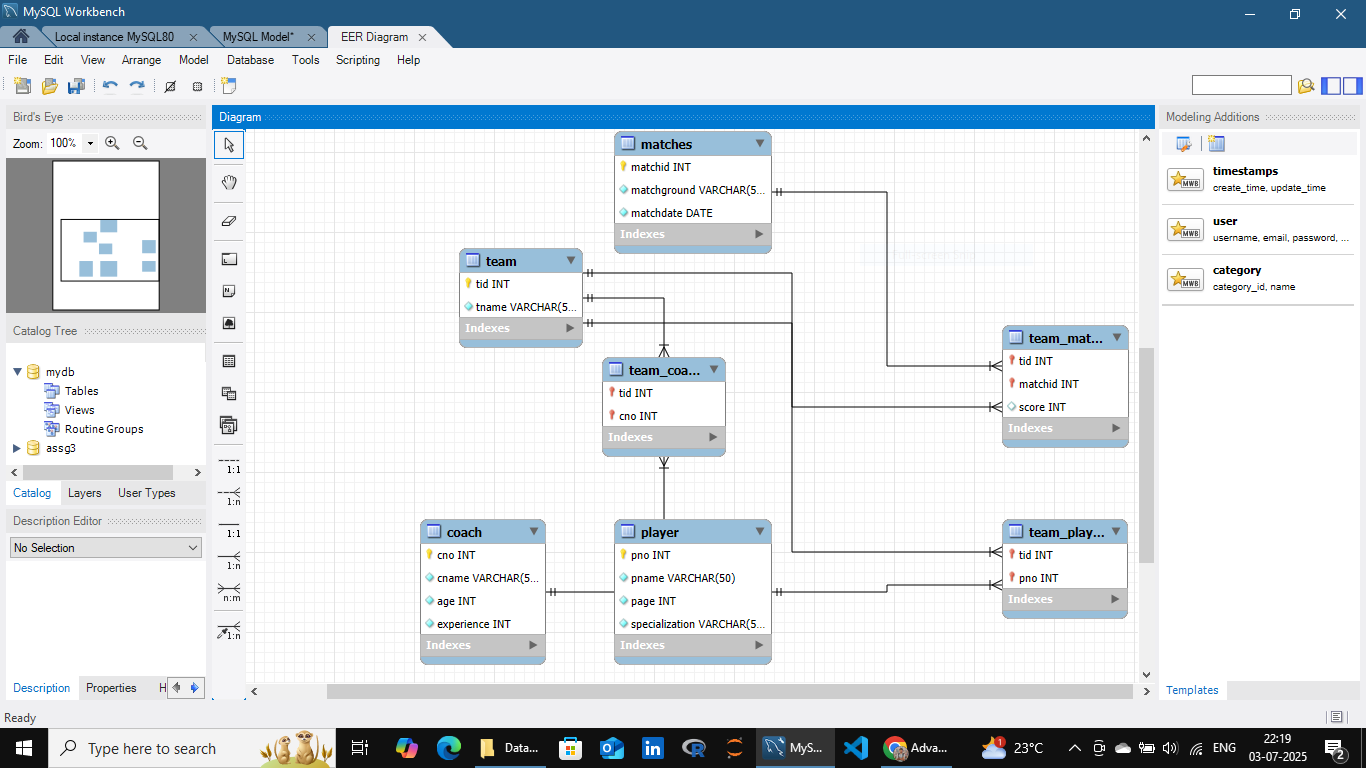 MySQL Workbench
Local instance MySQL80
MySQL Model*
EER Diagram
File Edit View Arrange Model Database Tools Scripting Help
Bird's Eye
Zoom: 100%
Catalog Tree
mydb
Tables
Views
Routine Groups
assg3
Catalog Layers User Types
Description Editor
No Selection
Description Properties H
Diagram
1:1
1:n
1:1
1:n
n:m
1:n
matches
matchid INT
matchground VARCHAR(5...
matchdate DATE
Indexes
team
tid INT
tname VARCHAR(5...
Indexes
team_coa...
tid INT
cno INT
Indexes
team_mat...
tid INT
matchid INT
score INT
Indexes
coach
cno INT
cname VARCHAR(5...
age INT
experience INT
Indexes
player
pno INT
pname VARCHAR(50)
page INT
specialization VARCHAR(5...
Indexes
team_play...
tid INT
pno INT
Indexes
Modeling Additions
MWB
timestamps
create_time, update_time
MWB
user
username, email, password, ...
MWB
category
category_id, name
Templates
Ready
Type here to search
Data...
MyS...
Adva...
1
23°C
ENG
22:19
03-07-2025
2